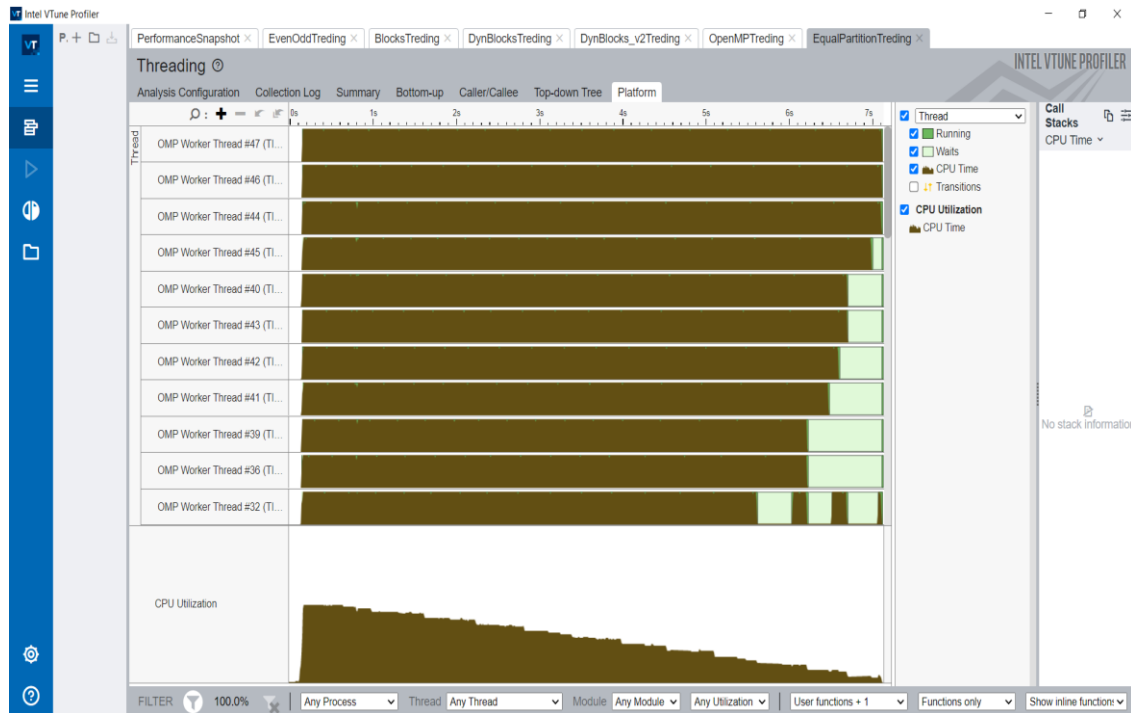 Intel VTune Profiler
VT
P.
PerformanceSnapshot × EvenOddTreding × BlocksTreding × DynBlocksTreding × DynBlocks_v2Treding × OpenMPTreding × EqualPartitionTreding ×
Threading
INTEL VTUNE PROFILER
Analysis Configuration Collection Log Summary Bottom-up Caller/Callee Top-down Tree Platform
0s 1s 2s 3s 4s 5s 6s 7s
Thread
OMP Worker Thread #47 (TI...
OMP Worker Thread #46 (TI...
OMP Worker Thread #44 (TI...
OMP Worker Thread #45 (TI...
OMP Worker Thread #40 (TI...
OMP Worker Thread #43 (TI...
OMP Worker Thread #42 (TI...
OMP Worker Thread #41 (TI...
OMP Worker Thread #39 (TI...
OMP Worker Thread #36 (TI...
OMP Worker Thread #32 (TI...
CPU Utilization
Thread
Running
Waits
CPU Time
Transitions
CPU Utilization
CPU Time
Call
Stacks
CPU Time
No stack information
FILTER 100.0% Any Process Thread Any Thread Module Any Module Any Utilization User functions + 1 Functions only Show inline functions